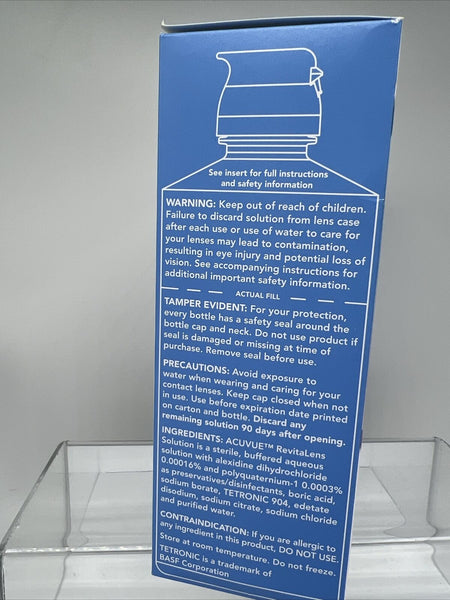 See insert for full instructions
and safety information
WARNING: Keep out of reach of children.
Failure to discard solution from lens case
after each use or use of water to care for
your lenses may lead to contamination,
resulting in eye injury and potential loss of
vision. See accompanying instructions for
additional important safety information.
ACTUAL FILL
TAMPER EVIDENT: For your protection,
every bottle has a safety seal around the
bottle cap and neck. Do not use product if
seal is damaged or missing at time of
purchase. Remove seal before use.
PRECAUTIONS: Avoid exposure to
water when wearing and caring for your
contact lenses. Keep cap closed when not
in use. Use before expiration date printed
on carton and bottle. Discard any
remaining solution 90 days after opening.
INGREDIENTS: ACUVUE™ RevitaLens
Solution is a sterile, buffered aqueous
solution with alexidine dihydrochloride
0.00016% and polyquaternium-1 0.0003%
as preservatives/disinfectants, boric acid,
sodium borate, TETRONIC 904, edetate
disodium, sodium citrate, sodium chloride
and purified water.
CONTRAINDICATION: If you are allergic to
any ingredient in this product, DO NOT USE.
Store at room temperature. Do not freeze.
TETRONIC is a trademark of
BASF Corporation